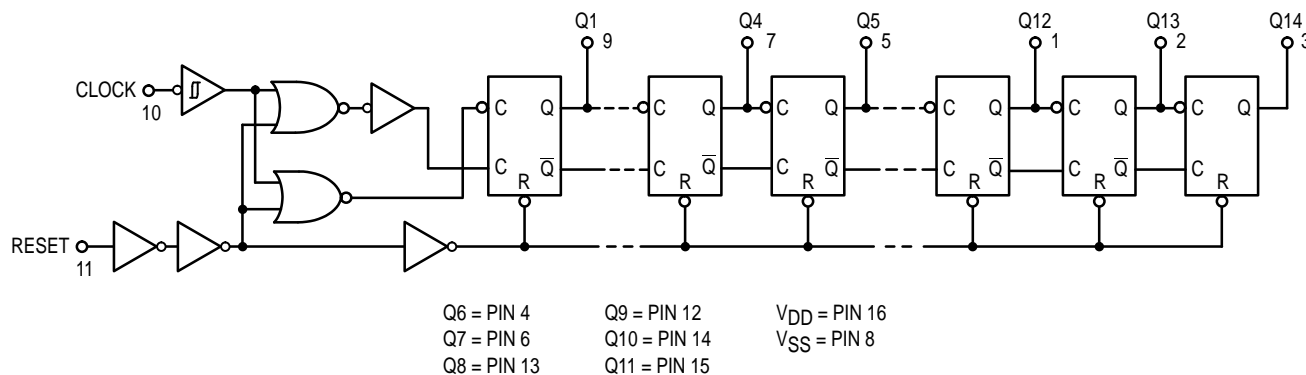 Q1 Q4 Q5 Q12 Q13 Q14
9 7 5 1 2 3
CLOCK
10
C Q C Q C Q C Q C Q Q
C Q̅ C Q̅ C Q̅ C Q̅ C Q̅ C
R R R R R R
RESET
11
Q6 = PIN 4 Q9 = PIN 12 VDD = PIN 16
Q7 = PIN 6 Q10 = PIN 14 VSS = PIN 8
Q8 = PIN 13 Q11 = PIN 15